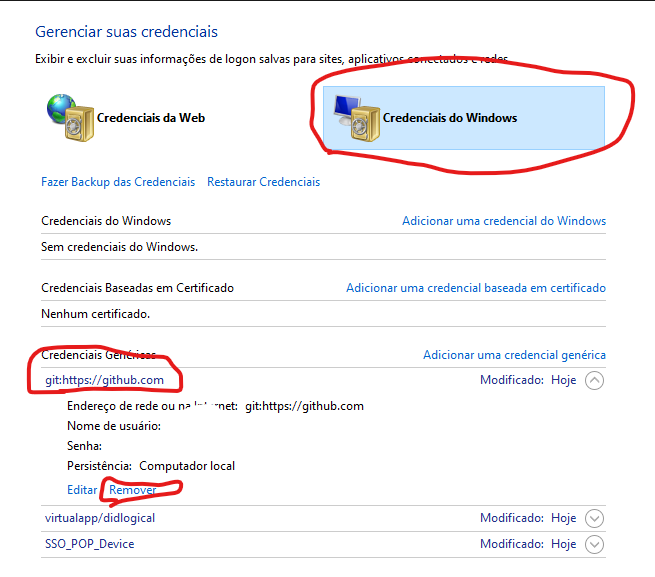 Gerenciar suas credenciais
Exibir e excluir suas informações de logon salvas para sites, aplicativos conectados e redes.
Credenciais da Web
Credenciais do Windows
Fazer Backup das Credenciais Restaurar Credenciais
Credenciais do Windows Adicionar uma credencial do Windows
Sem credenciais do Windows.
Credenciais Baseadas em Certificado Adicionar uma credencial baseada em certificado
Nenhum certificado.
Credenciais Genéricas Adicionar uma credencial genérica
git:https://github.com Modificado: Hoje
Endereço de rede ou na Internet: git:https://github.com
Nome de usuário:
Senha:
Persistência: Computador local
Editar Remover
virtualapp/didlogical Modificado: Hoje
SSO_POP_Device Modificado: Hoje